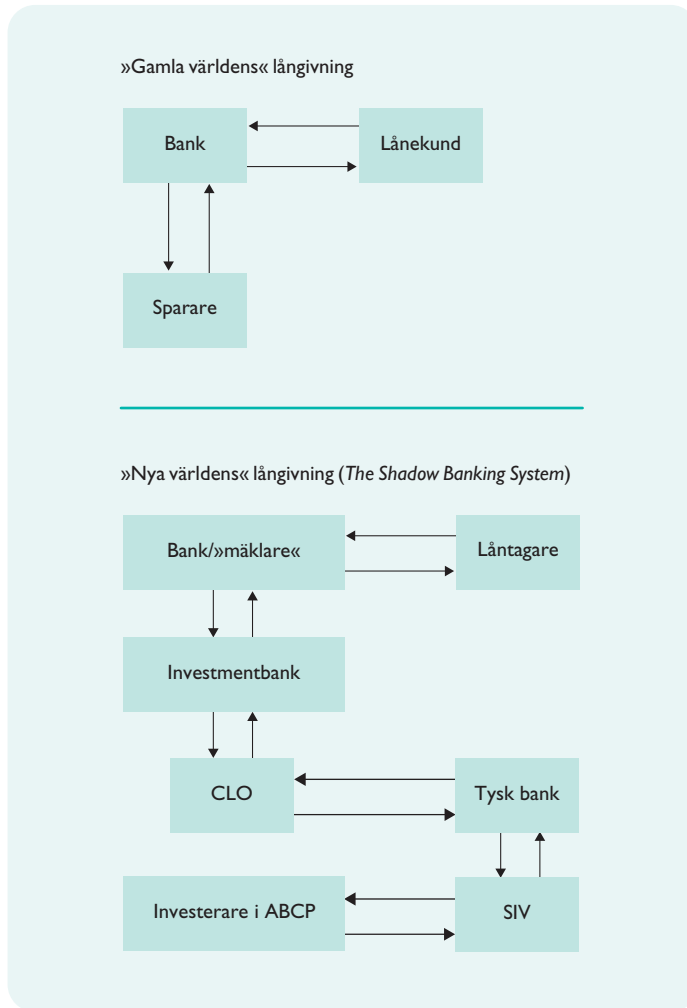 »Gamla världens« långivning
Bank
Lånekund
Sparare
»Nya världens« långivning (The Shadow Banking System)
Bank/»mäklare«
Låntagare
Investmentbank
CLO
Tysk bank
Investerare i ABCP
SIV